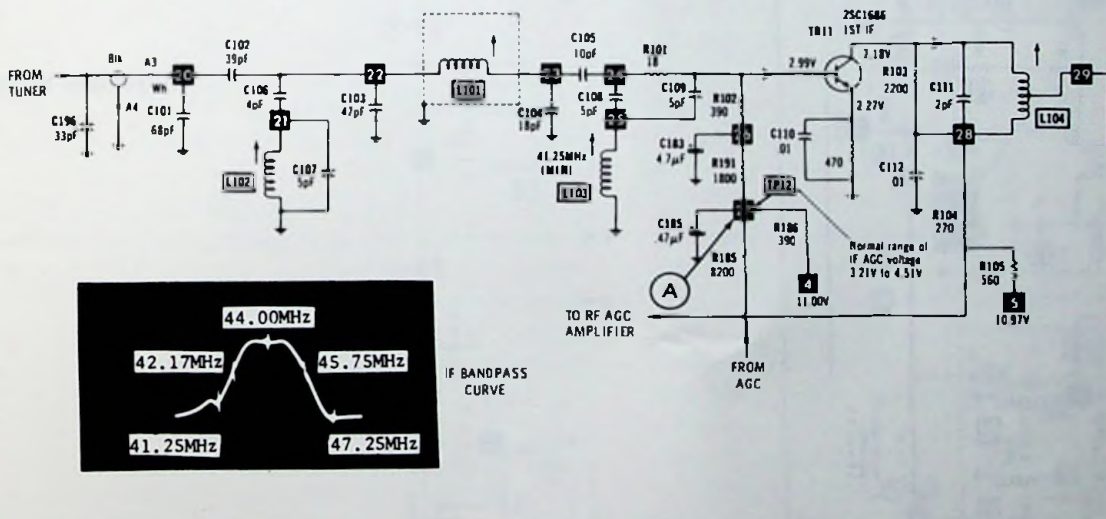 2SC1686
TR11 1ST IF
7.18V
2.99V
2.27V
FROM
TUNER
Blk
A3
A4
Wh
C196
33pF
20
C101
68pF
C102
39pF
C106
4pF
21
L102
C107
5pF
22
C103
47pF
L101
23
C104
18pF
C105
10pF
C108
5pF
41.25MHz
(MIN)
L103
R101
18
C109
5pF
R102
390
C183
4.7µF
R191
1800
TP12
C185
.47µF
R185
8200
R186
390
4
11.00V
A
C110
.01
470
Normal range of
IF AGC voltage
3.21V to 4.51V
R103
2200
C111
2pF
L104
29
28
C112
.01
R104
270
R105
560
5
10.97V
TO RF AGC
AMPLIFIER
FROM
AGC
44.00MHz
42.17MHz
45.75MHz
41.25MHz
47.25MHz
IF BANDPASS
CURVE